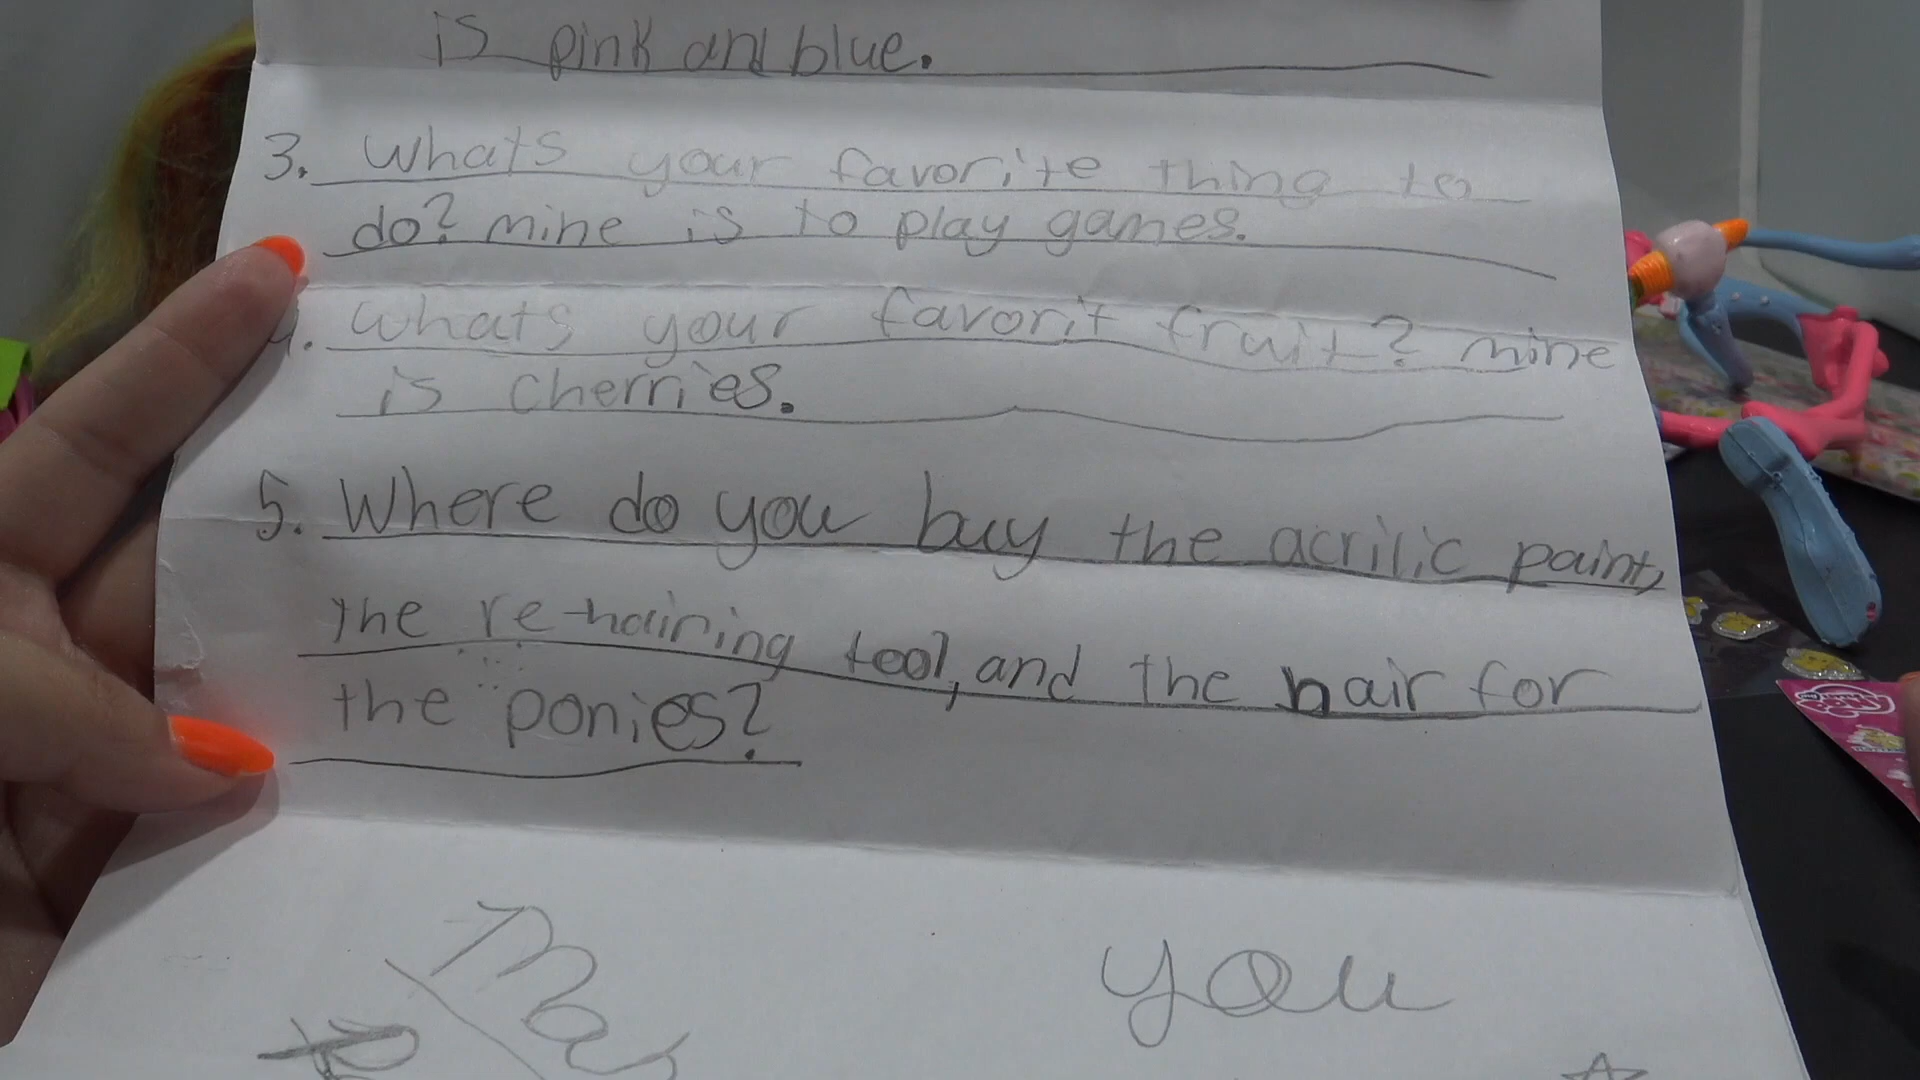 is pink and blue.
3. Whats your favorite thing to
do? mine is to play games.
4. Whats your favorit fruit? mine
is cherries.
5. Where do you buy the acrilic paint,
the re-hairing tool, and the hair for
the ponies?
you